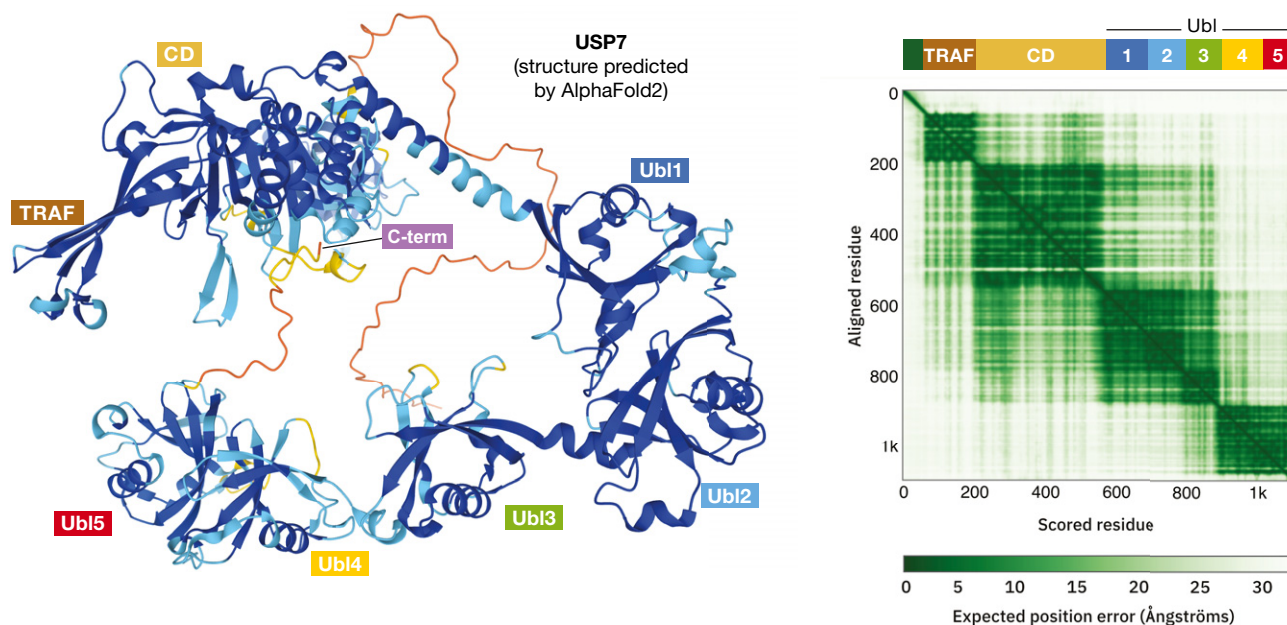 CD
USP7
(structure predicted
by AlphaFold2)
TRAF
Ubl1
C-term
Ubl2
Ubl3
Ubl5
Ubl4
Ubl
TRAF CD 1 2 3 4 5
0
200
400
600
800
1k
Aligned residue
0 200 400 600 800 1k
Scored residue
0 5 10 15 20 25 30
Expected position error (Ångströms)